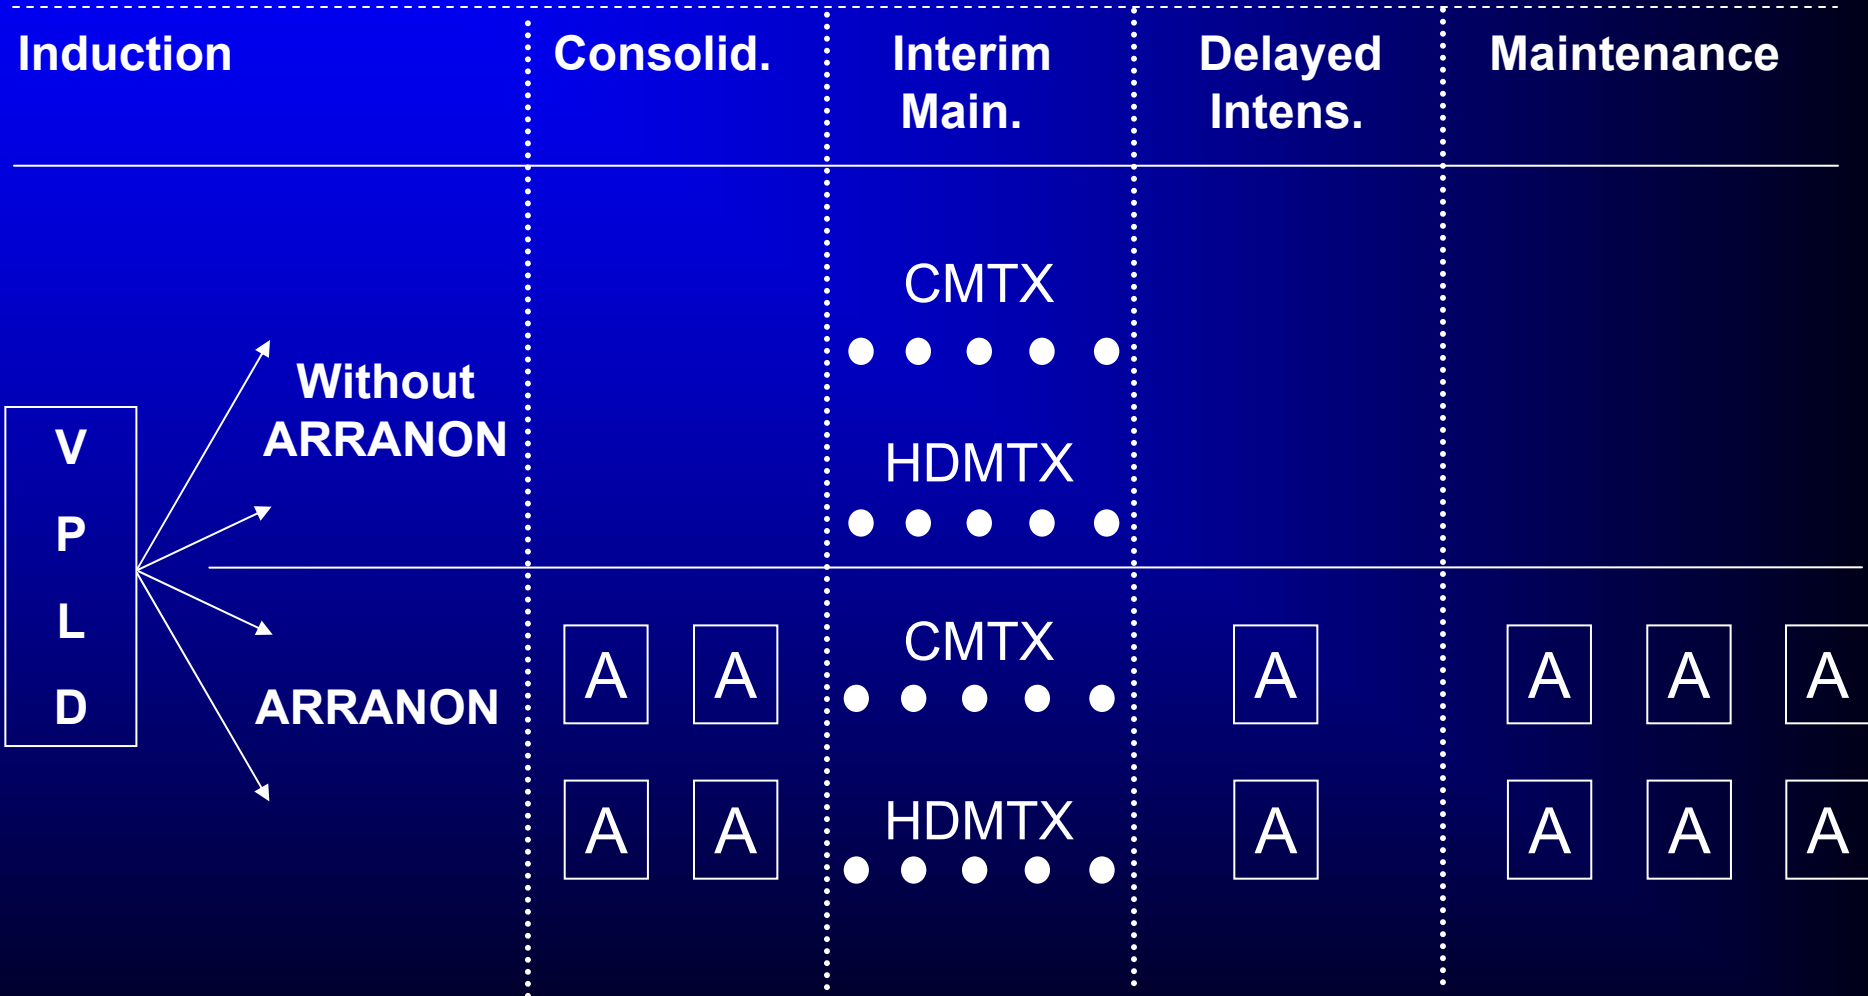 Induction
Consolid.
Interim
Main.
Delayed
Intens.
Maintenance
CMTX
Without
ARRANON
HDMTX
V
P
L
D
ARRANON
A A CMTX A A A A
A A HDMTX A A A A